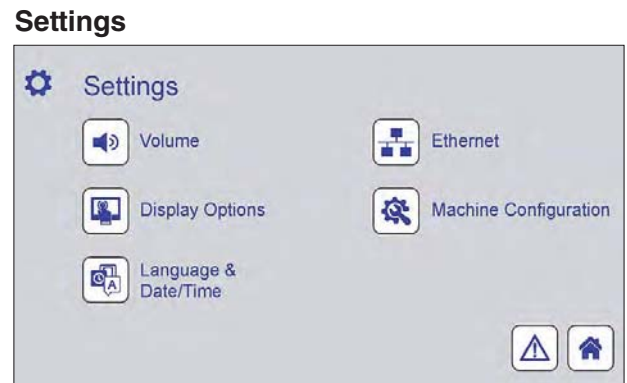 Settings
Settings
Volume
Ethernet
Display Options
Machine Configuration
Language &
Date/Time